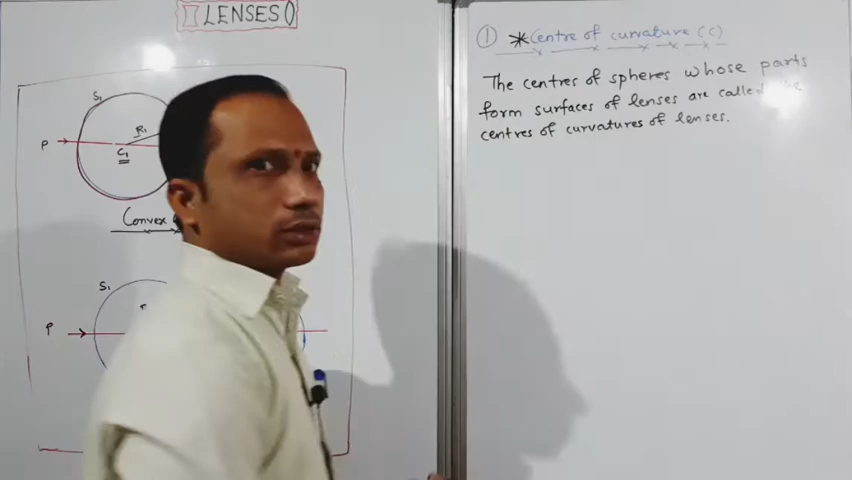 LENSES
S1
R1
P
C1
Convex
S1
P
1 *Centre of curvature (C)
The centres of spheres whose parts
form surfaces of lenses are called the
centres of curvatures of lenses.